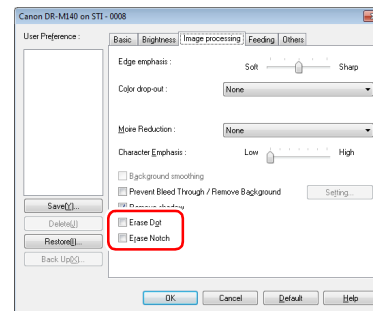 Canon DR-M140 on STI - 0008
User Preference :
Basic Brightness Image processing Feeding Others
Edge emphasis : Soft Sharp
Color drop-out : None
Moire Reduction : None
Character Emphasis : Low High
Background smoothing
Prevent Bleed Through / Remove Background Setting...
Remove shadow
Save(Y)...
Erase Dot
Delete(J)
Erase Notch
Restore(I)...
Back Up(X)...
OK Cancel Default Help